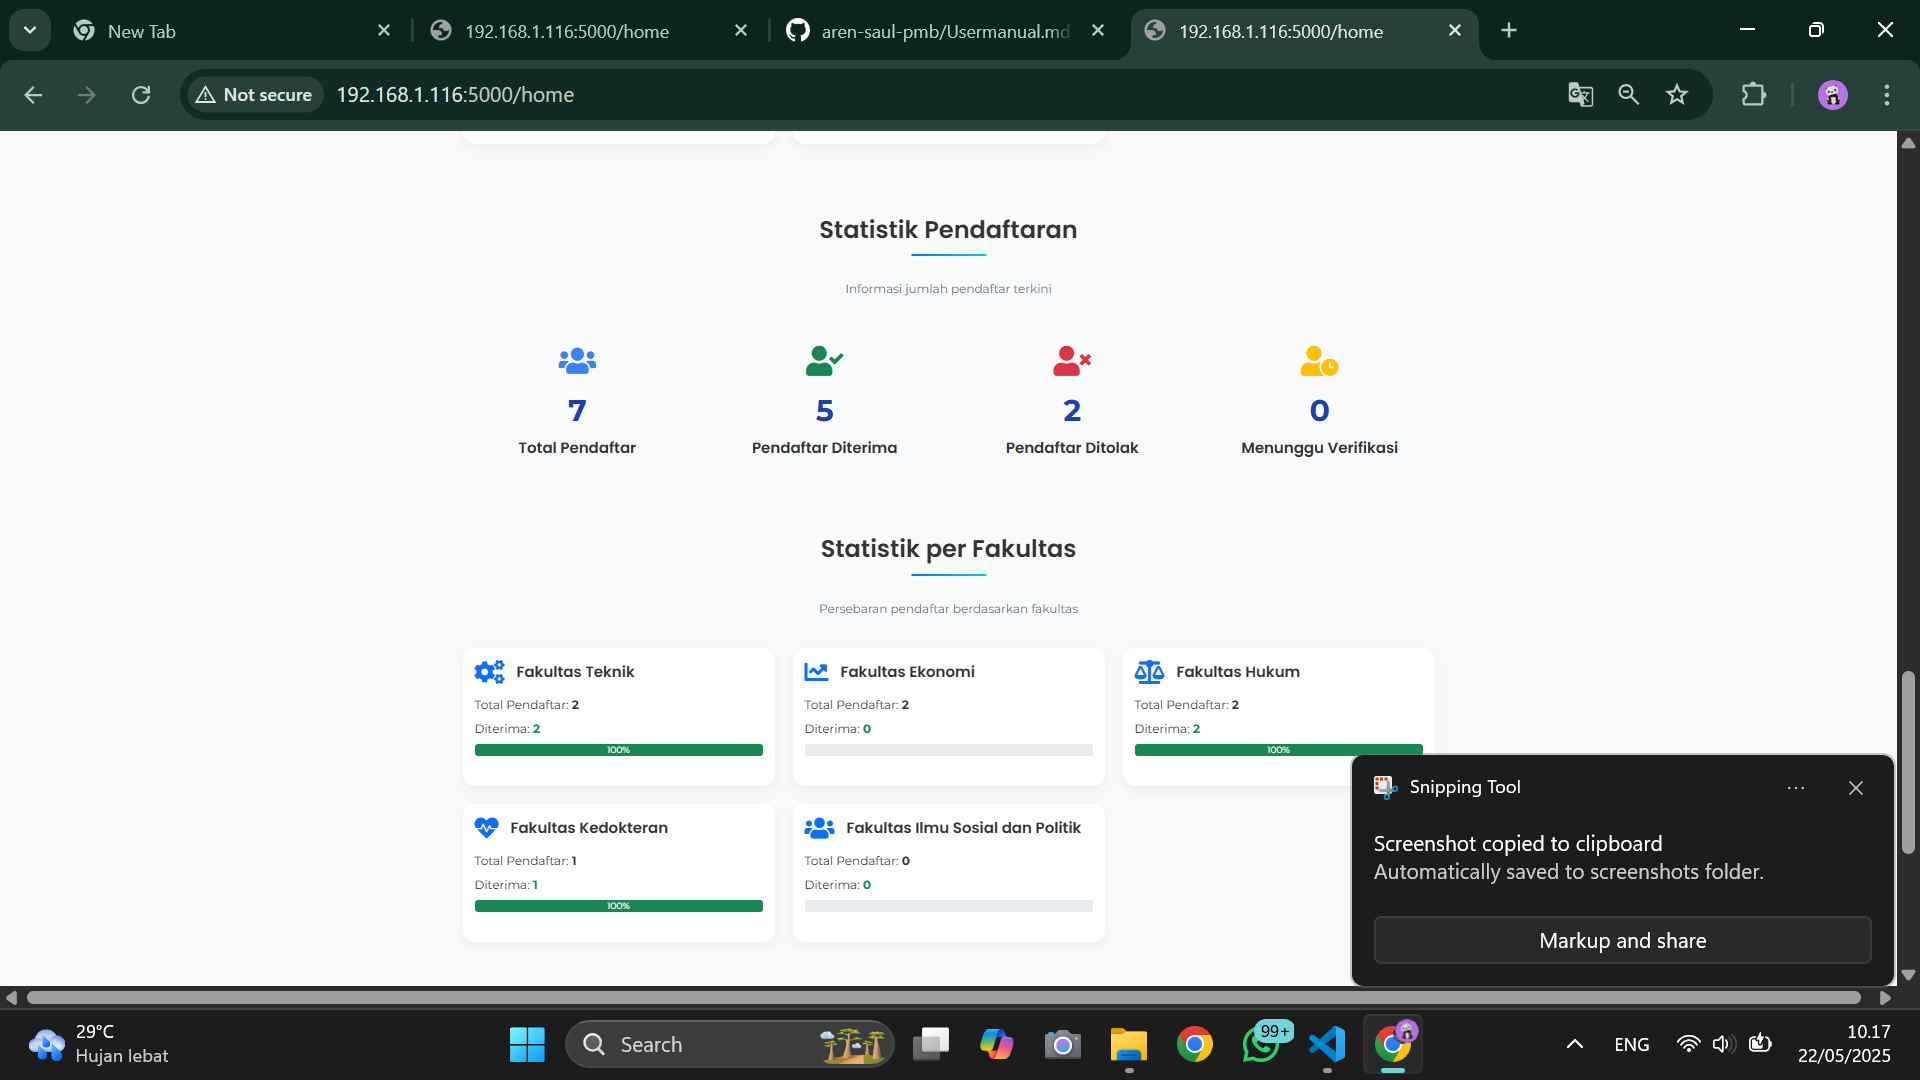 New Tab
192.168.1.116:5000/home
aren-saul-pmb/Usermanual.md
192.168.1.116:5000/home
Not secure
192.168.1.116:5000/home
Statistik Pendaftaran
Informasi jumlah pendaftar terkini
7
Total Pendaftar
5
Pendaftar Diterima
2
Pendaftar Ditolak
0
Menunggu Verifikasi
Statistik per Fakultas
Persebaran pendaftar berdasarkan fakultas
Fakultas Teknik
Total Pendaftar: 2
Diterima: 2
100%
Fakultas Ekonomi
Total Pendaftar: 2
Diterima: 0
Fakultas Hukum
Total Pendaftar: 2
Diterima: 2
100%
Fakultas Kedokteran
Total Pendaftar: 1
Diterima: 1
100%
Fakultas Ilmu Sosial dan Politik
Total Pendaftar: 0
Diterima: 0
Snipping Tool
Screenshot copied to clipboard
Automatically saved to screenshots folder.
Markup and share
29°C
Hujan lebat
Search
99+
ENG
10.17
22/05/2025